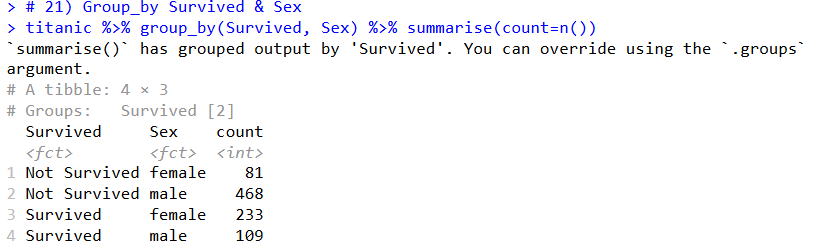 > # 21) Group_by Survived & Sex
> titanic %>% group_by(Survived, Sex) %>% summarise(count=n())
`summarise()` has grouped output by 'Survived'. You can override using the `.groups`
argument.
# A tibble: 4 × 3
# Groups:   Survived [2]
  Survived     Sex    count
  <fct>        <fct>  <int>
1 Not Survived female    81
2 Not Survived male     468
3 Survived     female   233
4 Survived     male     109